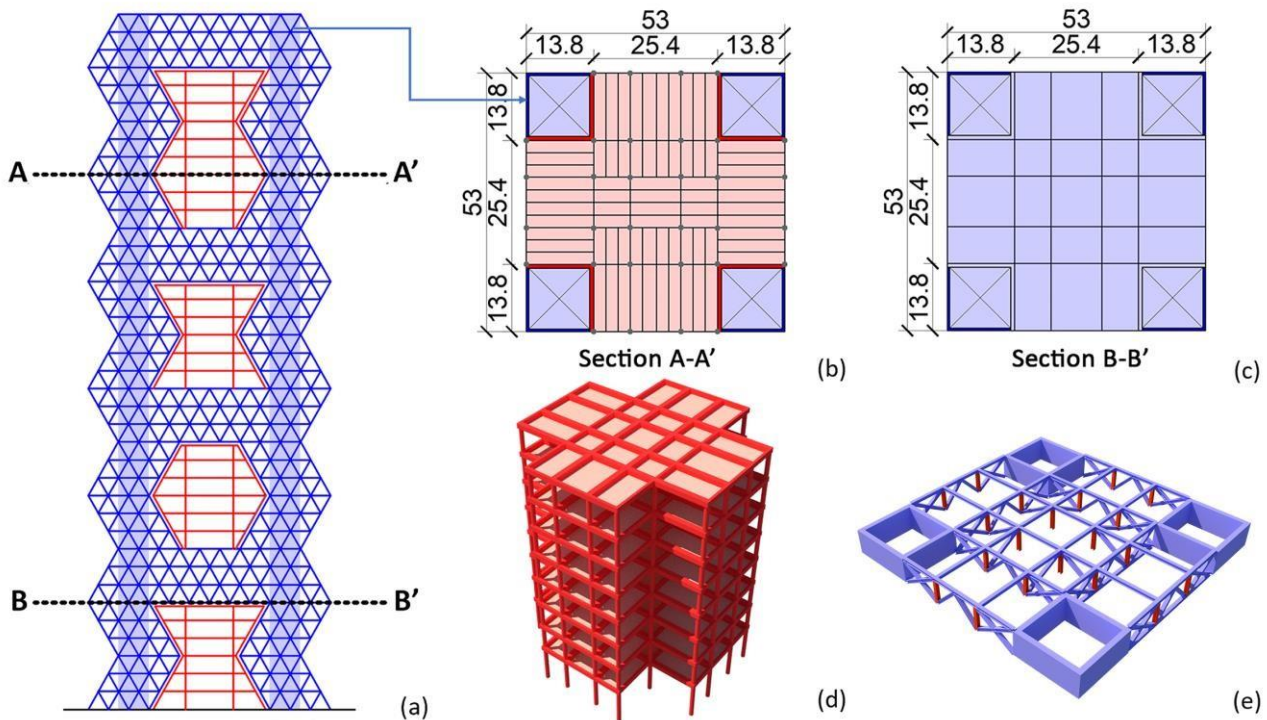 53
13.8 25.4 13.8
53
13.8 25.4 13.8
13.8
25.4
13.8
53
13.8
25.4
13.8
53
A A'
Section A-A'
(b)
Section B-B'
(c)
B B'
(a)
(d)
(e)